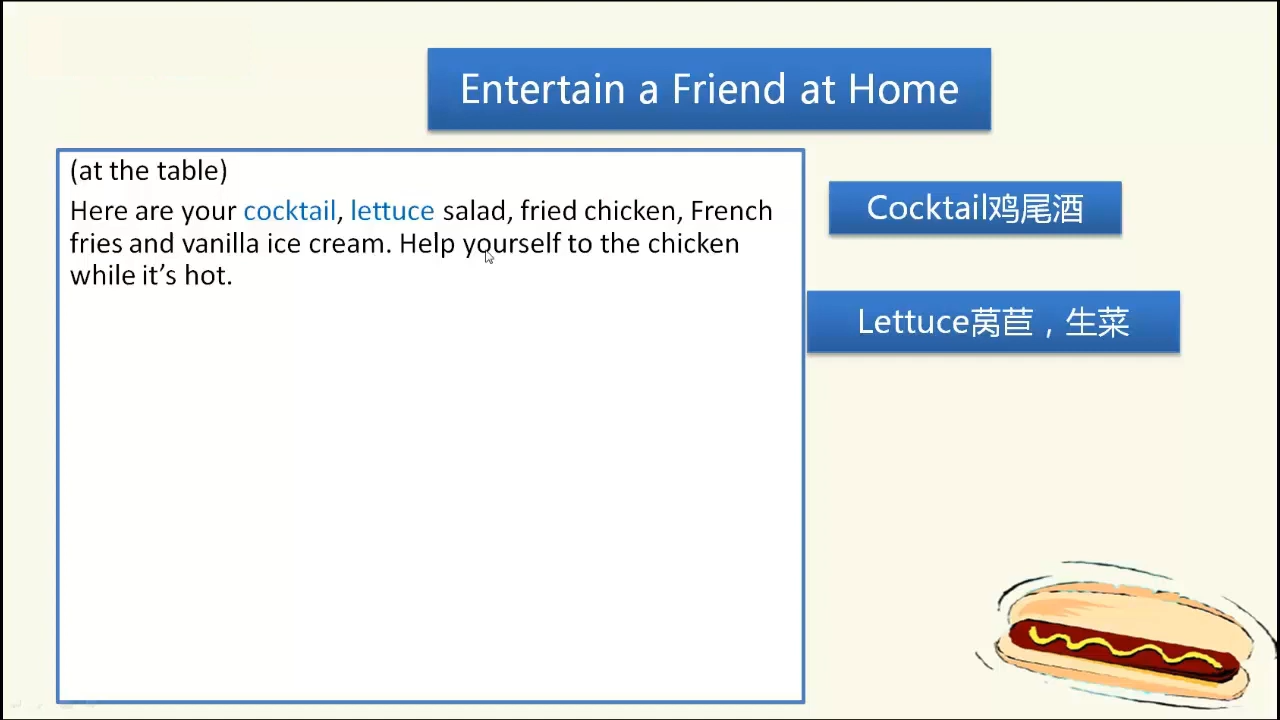 Entertain a Friend at Home
(at the table)
Here are your cocktail, lettuce salad, fried chicken, French
fries and vanilla ice cream. Help yourself to the chicken
while it’s hot.
Cocktail鸡尾酒
Lettuce莴苣，生菜